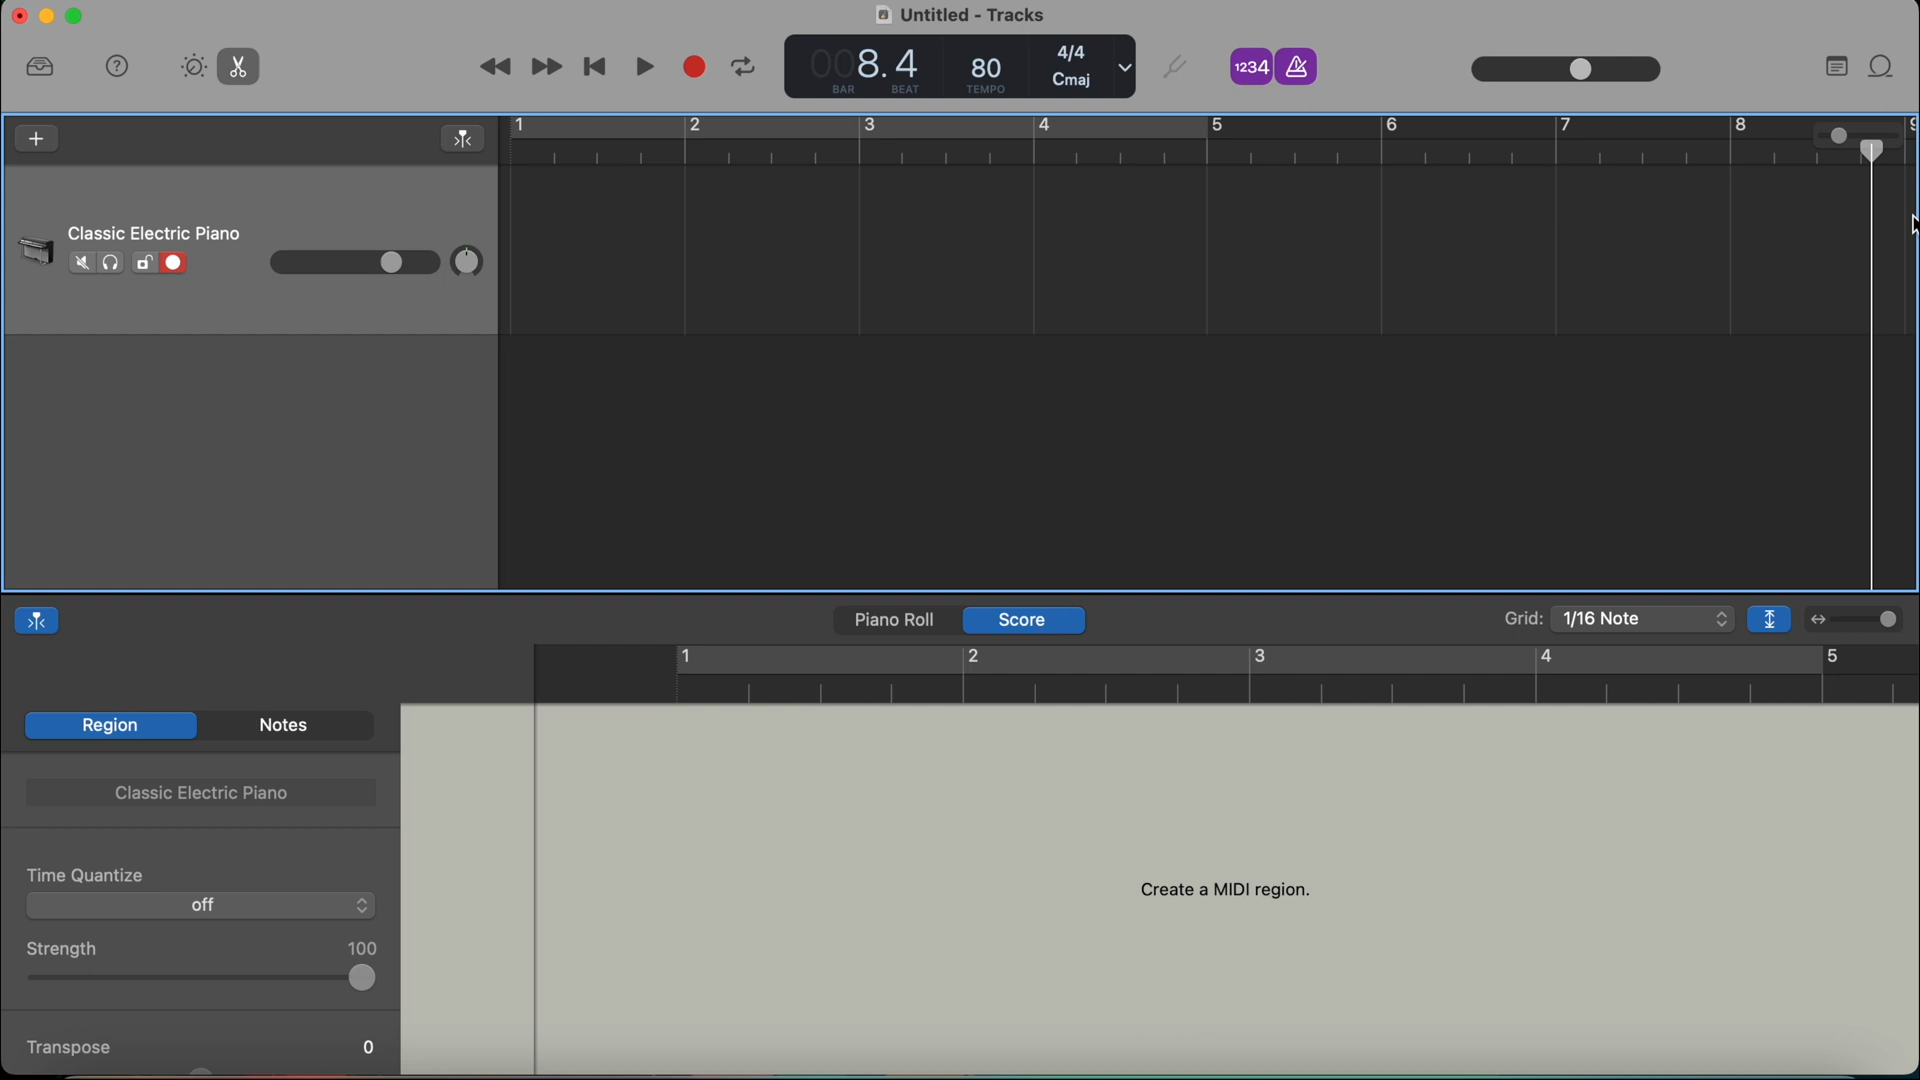 Untitled - Tracks
008.4
BAR BEAT
80
TEMPO
4/4
Cmaj
1234
1 2 3 4 5 6 7 8 9
Classic Electric Piano
Piano Roll Score
Grid: 1/16 Note
1 2 3 4 5
Region Notes
Classic Electric Piano
Time Quantize
off
Strength 100
Transpose 0
Create a MIDI region.